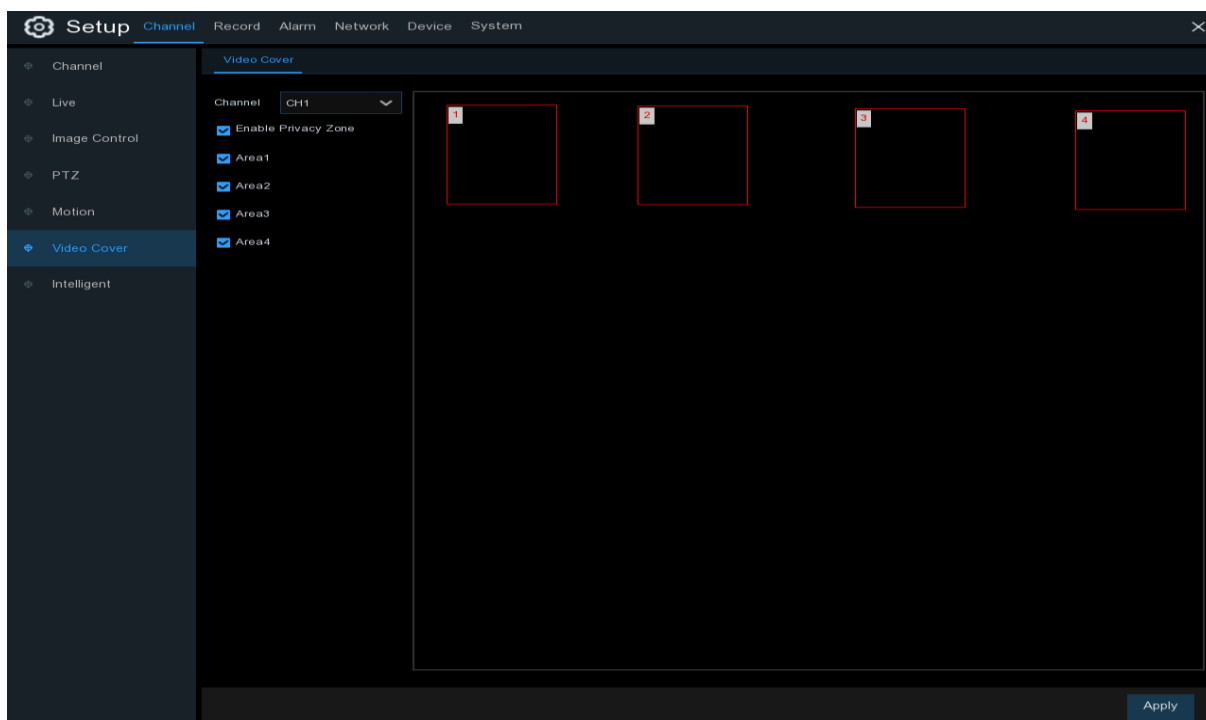 Setup Channel Record Alarm Network Device System
Channel
Live
Image Control
PTZ
Motion
Video Cover
Intelligent
Video Cover
Channel CH1
Enable Privacy Zone
Area1
Area2
Area3
Area4
1 2 3 4
Apply